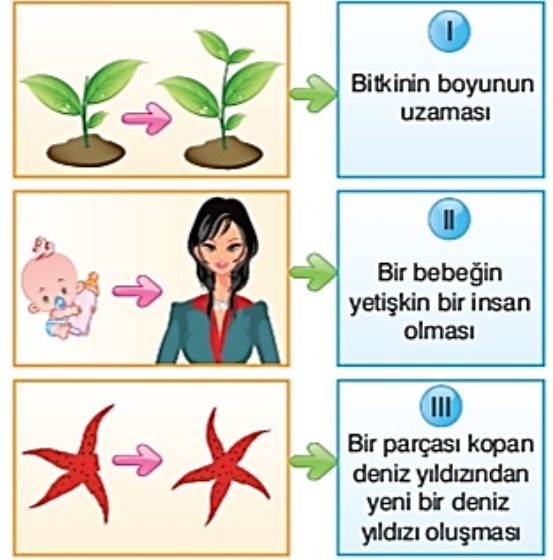 I
Bitkinin boyunun
uzaması
II
Bir bebeğin
yetişkin bir insan
olması
III
Bir parçası kopan
deniz yıldızından
yeni bir deniz
yıldızı oluşması